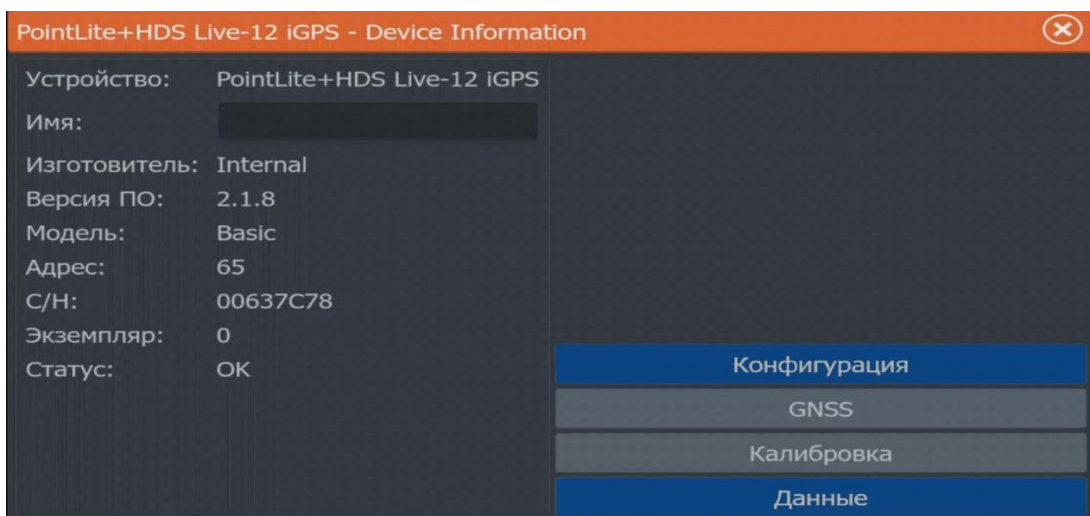 PointLite+HDS Live-12 iGPS - Device Information
Устройство: PointLite+HDS Live-12 iGPS
Имя:
Изготовитель: Internal
Версия ПО: 2.1.8
Модель: Basic
Адрес: 65
С/Н: 00637C78
Экземпляр: 0
Статус: OK
Конфигурация
GNSS
Калибровка
Данные